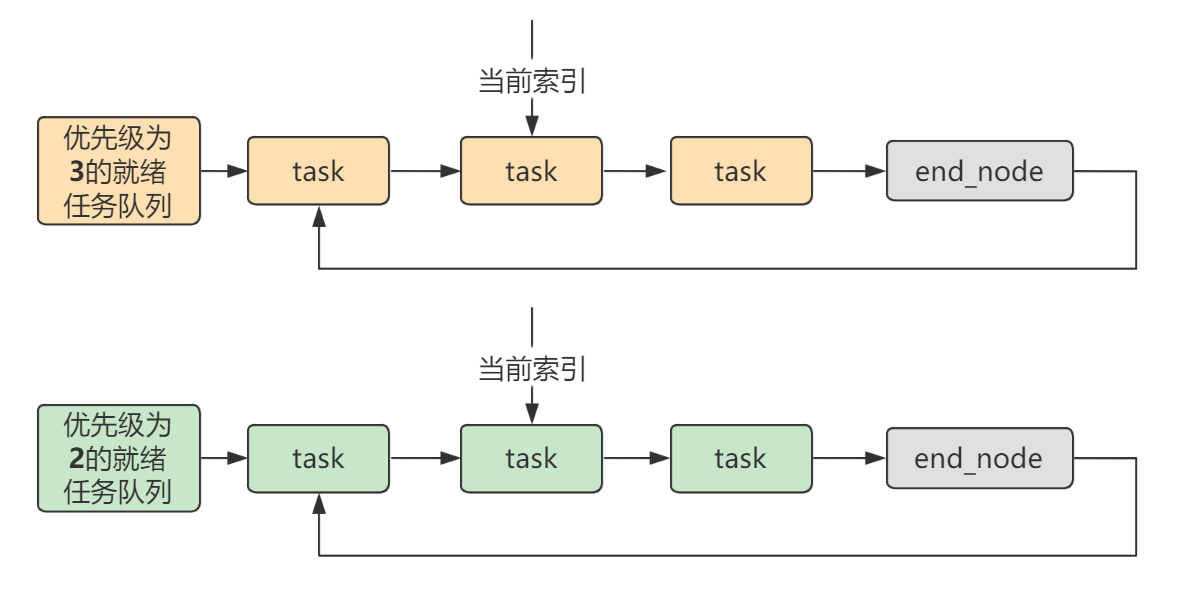 当前索引
优先级为
3的就绪
任务队列
task
task
task
end_node
当前索引
优先级为
2的就绪
任务队列
task
task
task
end_node